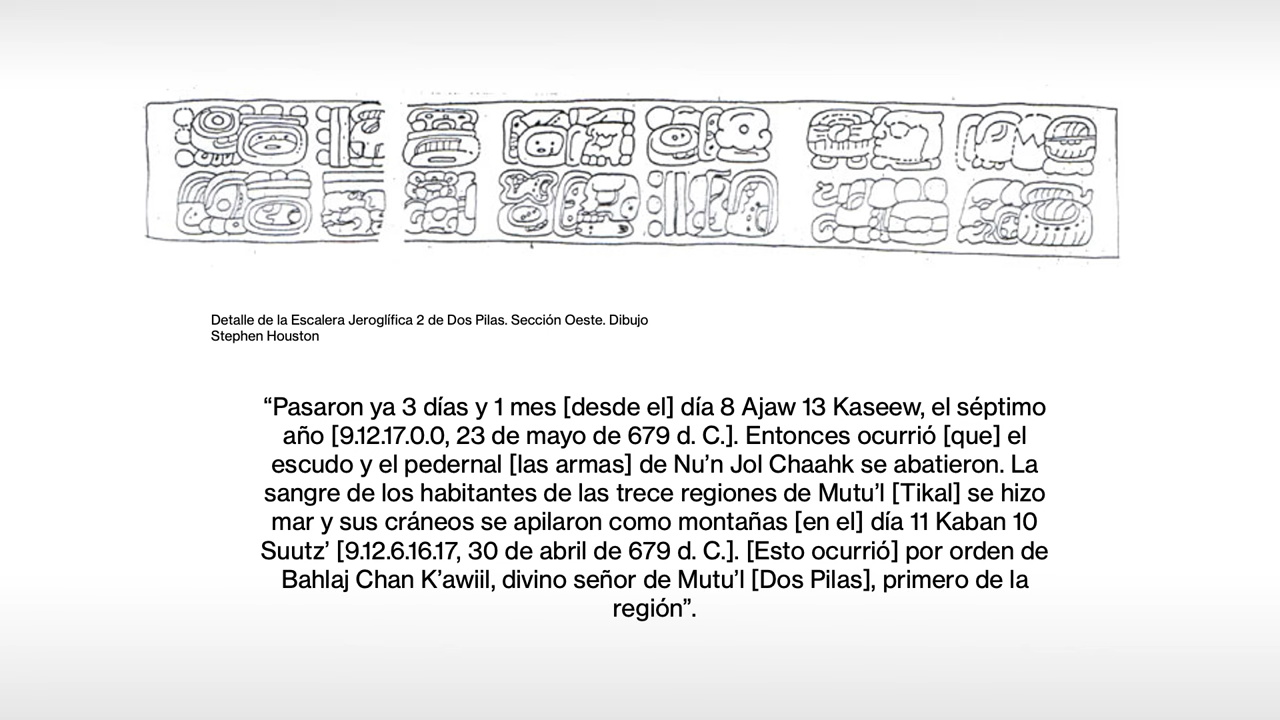 Detalle de la Escalera Jeroglífica 2 de Dos Pilas. Sección Oeste. Dibujo
Stephen Houston
“Pasaron ya 3 días y 1 mes [desde el] día 8 Ajaw 13 Kaseew, el séptimo
año [9.12.17.0.0, 23 de mayo de 679 d. C.]. Entonces ocurrió [que] el
escudo y el pedernal [las armas] de Nu’n Jol Chaahk se abatieron. La
sangre de los habitantes de las trece regiones de Mutu’l [Tikal] se hizo
mar y sus cráneos se apilaron como montañas [en el] día 11 Kaban 10
Suutz’ [9.12.6.16.17, 30 de abril de 679 d. C.]. [Esto ocurrió] por orden de
Bahlaj Chan K’awiil, divino señor de Mutu’l [Dos Pilas], primero de la
región”.